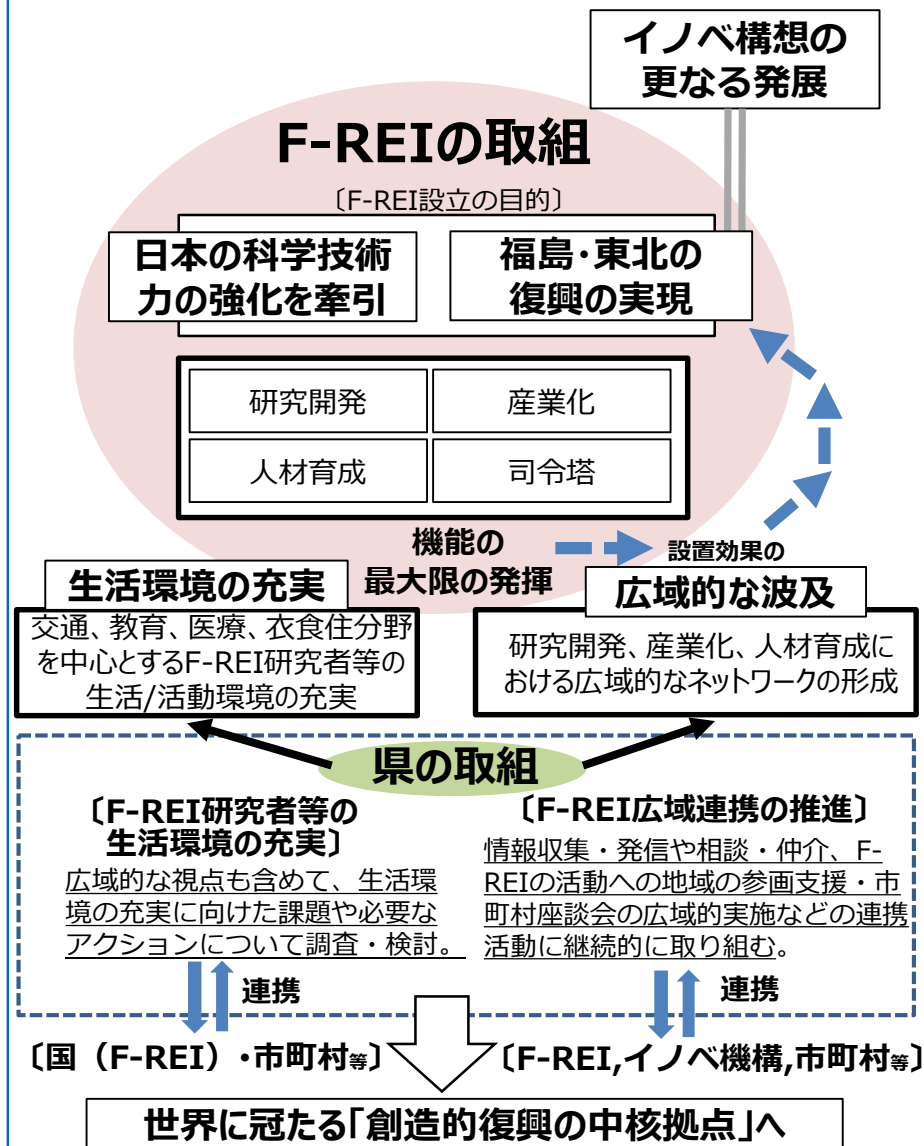 イノベ構想の
更なる発展
F-REIの取組
〔F-REI設立の目的〕
日本の科学技術
力の強化を牽引
福島・東北の
復興の実現
研究開発
産業化
人材育成
司令塔
機能の
最大限の発揮
設置効果の
広域的な波及
生活環境の充実
交通、教育、医療、衣食住分野
を中心とするF-REI研究者等の
生活/活動環境の充実
研究開発、産業化、人材育成に
おける広域的なネットワークの形成
県の取組
〔F-REI研究者等の
生活環境の充実〕
広域的な視点も含めて、生活環
境の充実に向けた課題や必要な
アクションについて調査・検討。
連携
〔F-REI広域連携の推進〕
情報収集・発信や相談・仲介、F-
REIの活動への地域の参画支援・市
町村座談会の広域的実施などの連携
活動に継続的に取り組む。
連携
〔国（F-REI）・市町村等〕
〔F-REI,イノベ機構,市町村等〕
世界に冠たる「創造的復興の中核拠点」へ